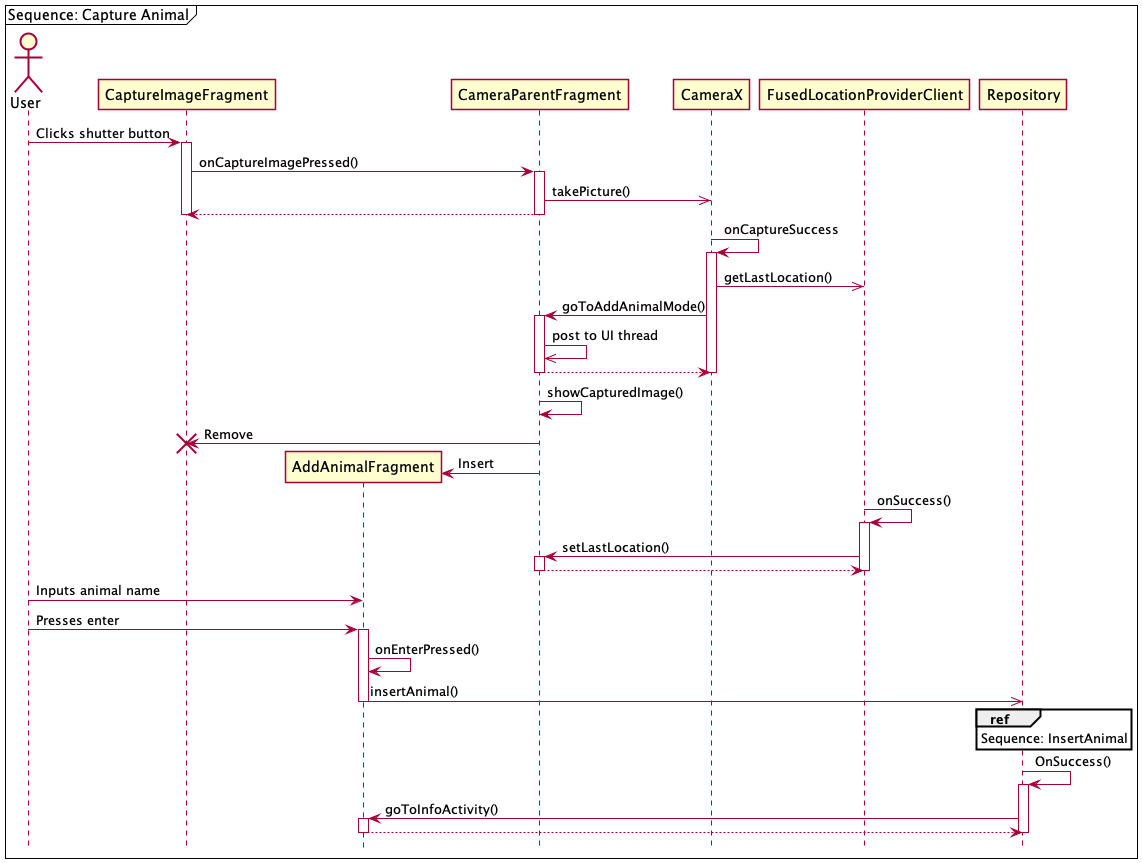 Sequence: Capture Animal
User
CaptureImageFragment
CameraParentFragment
CameraX
FusedLocationProviderClient
Repository
Clicks shutter button
onCaptureImagePressed()
takePicture()
onCaptureSuccess
getLastLocation()
goToAddAnimalMode()
post to UI thread
showCapturedImage()
Remove
AddAnimalFragment
Insert
onSuccess()
setLastLocation()
Inputs animal name
Presses enter
onEnterPressed()
insertAnimal()
ref
Sequence: InsertAnimal
OnSuccess()
goToInfoActivity()